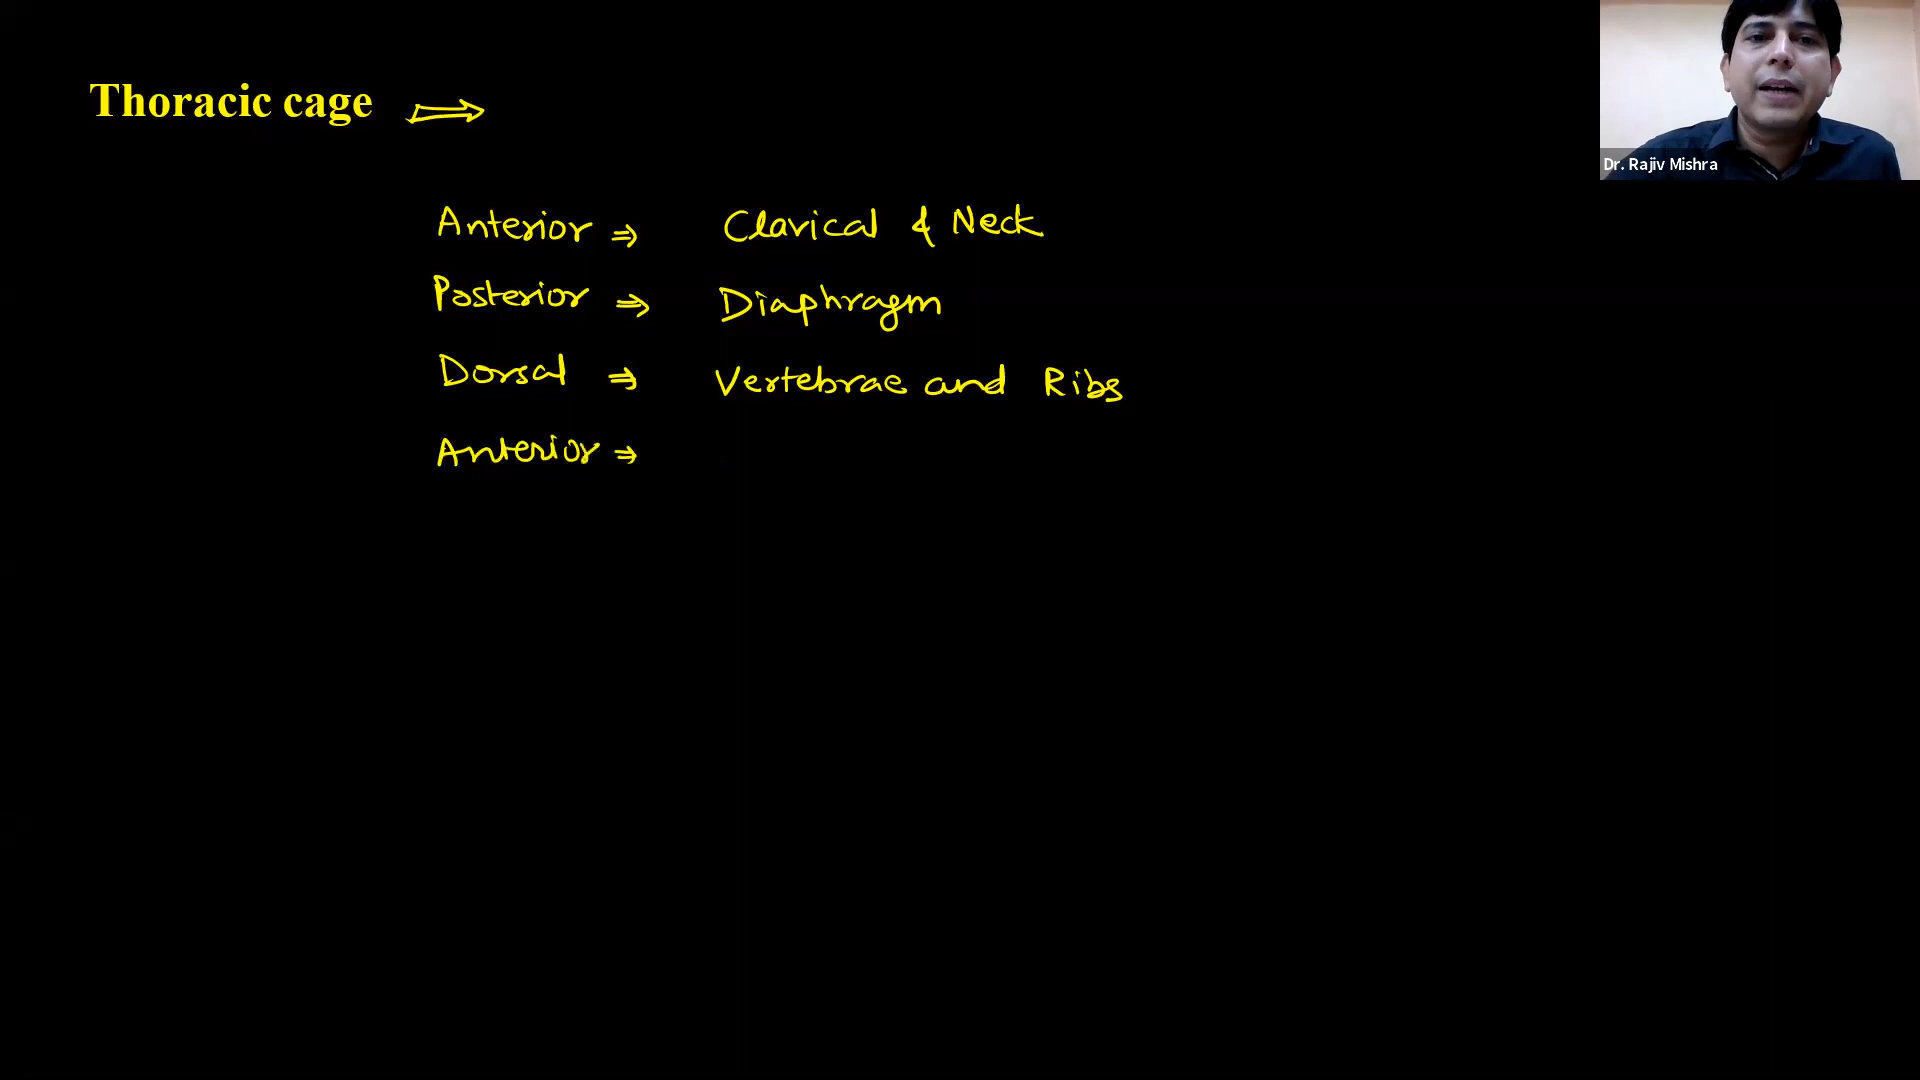 Thoracic cage ⇒
Dr. Rajiv Mishra
Anterior ⇒ Clavical & Neck
Posterior ⇒ Diaphragm
Dorsal ⇒ Vertebrae and Ribs
Anterior ⇒